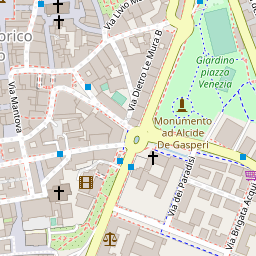 Via Livio M
orico
o
Via Dietro Le Mura B
Giardino-
piazza
Venezia
Via Mantova
Monumento
ad Alcide
De Gasperi
Via dei Paradisi
Via Brigata Acqui